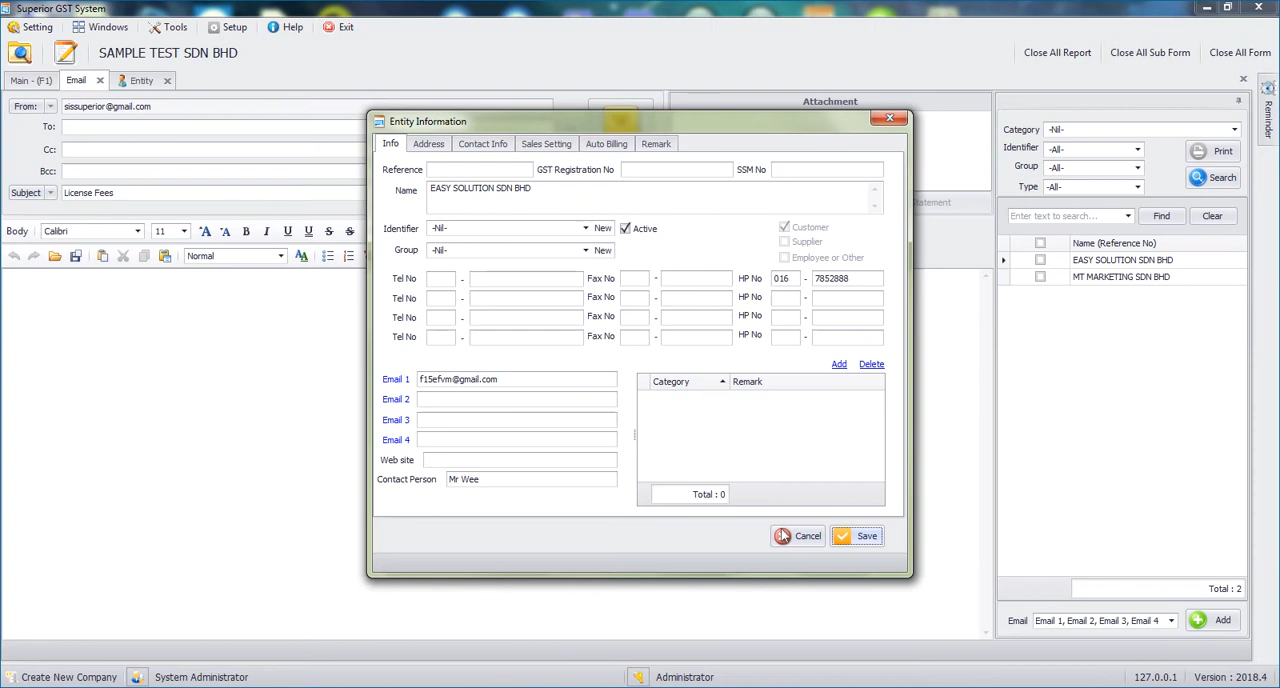 Superior GST System
Setting Windows Tools Setup Help Exit
SAMPLE TEST SDN BHD
Close All Report Close All Sub Form Close All Form
Main - (F1) Email Entity
From: sissuperior@gmail.com
To:
Cc:
Bcc:
Subject License Fees
Body Calibri 11
Normal
Attachment
Entity Information
Info Address Contact Info Sales Setting Auto Billing Remark
Reference GST Registration No SSM No
Name EASY SOLUTION SDN BHD
Identifier -Nil- New Active Customer
Supplier
Group -Nil- New
Employee or Other
Tel No - Fax No - HP No 016 - 7852888
Tel No - Fax No - HP No -
Tel No - Fax No - HP No -
Tel No - Fax No - HP No -
Add Delete
Email 1 f15efvm@gmail.com
Email 2
Email 3
Email 4
Web site
Contact Person Mr Wee
Category Remark
Total : 0
Cancel Save
Category -Nil-
Identifier -All- Print
Group -All-
Type -All- Search
Enter text to search... Find Clear
Name (Reference No)
EASY SOLUTION SDN BHD
MT MARKETING SDN BHD
Total : 2
Email Email 1, Email 2, Email 3, Email 4 Add
Reminder
Create New Company System Administrator Administrator 127.0.0.1 Version : 2018.4